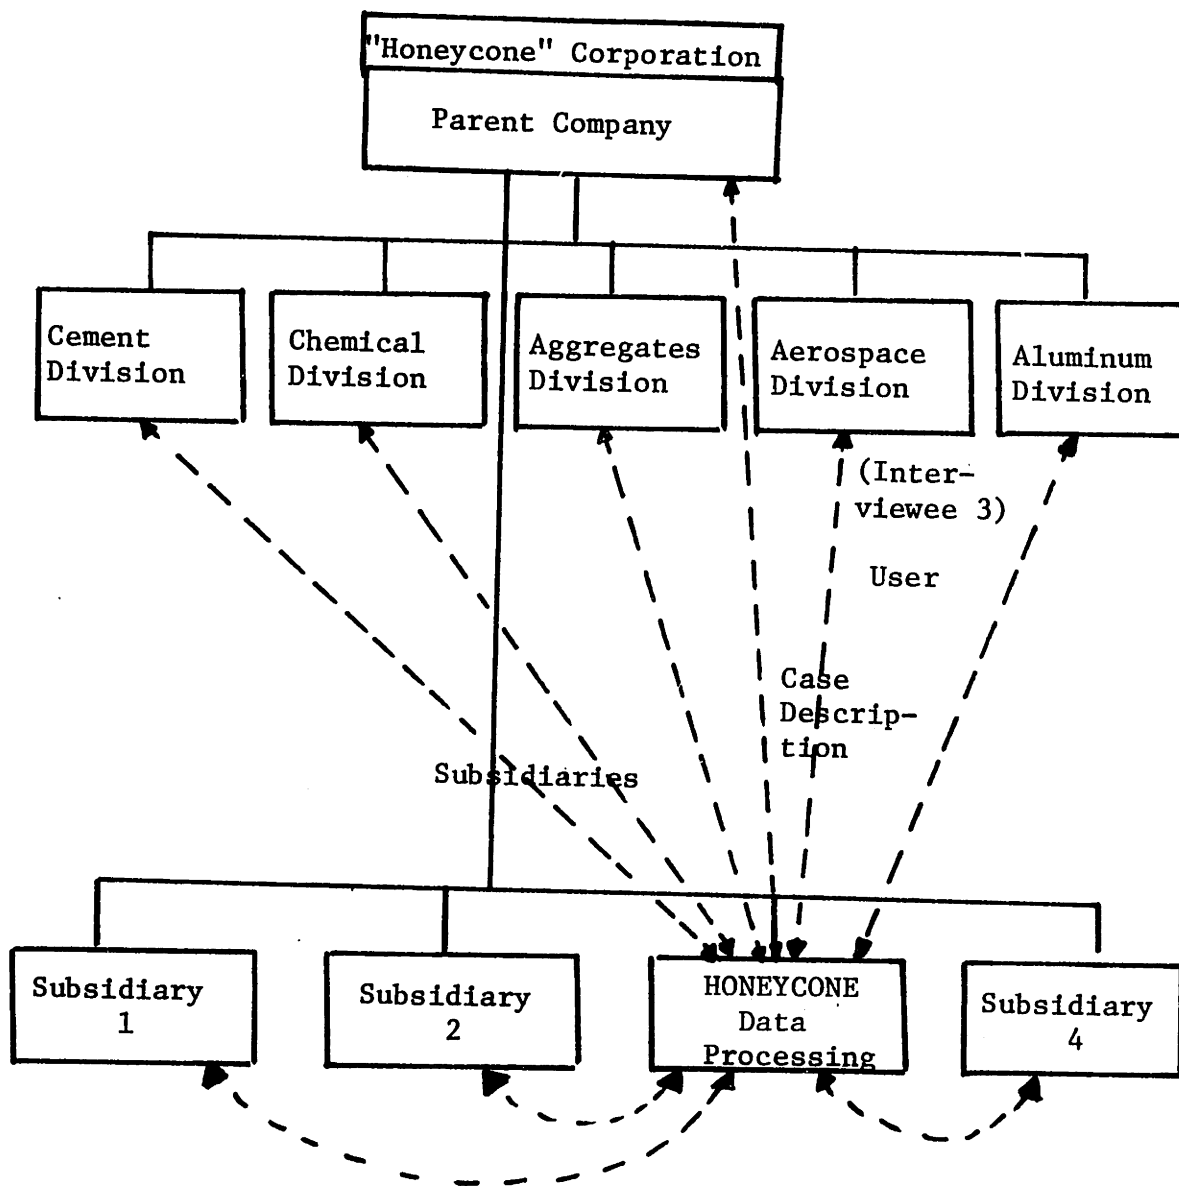 "Honeycone" Corporation
Parent Company
Cement
Division
Chemical
Division
Aggregates
Division
Aerospace
Division
Aluminum
Division
(Inter-
viewee 3)
User
Case
Descrip-
tion
Subsidiaries
Subsidiary
1
Subsidiary
2
HONEYCONE
Data
Processing
Subsidiary
4